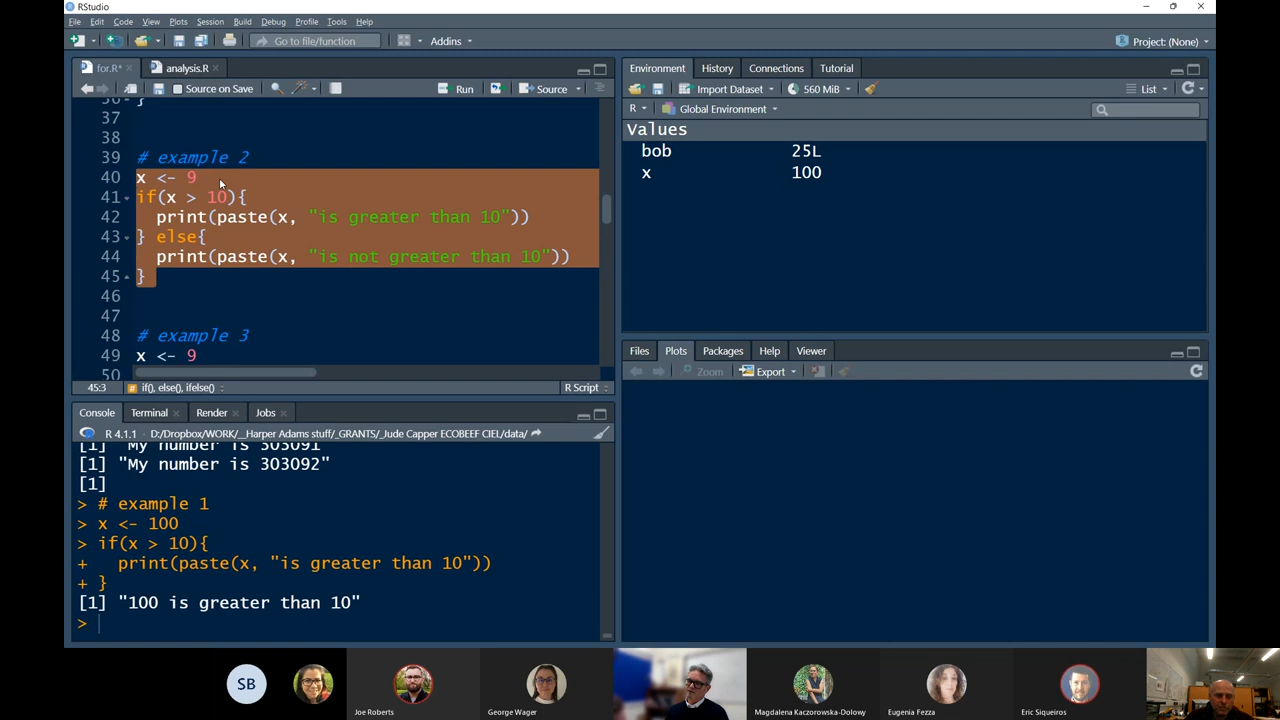 RStudio
File Edit Code View Plots Session Build Debug Profile Tools Help
Go to file/function Addins Project: (None)
for.R* analysis.R
Source on Save Run Source
36 }
37
38
39 # example 2
40 x <- 9
41 if(x > 10){
42 print(paste(x, "is greater than 10"))
43 } else{
44 print(paste(x, "is not greater than 10"))
45 }
46
47
48 # example 3
49 x <- 9
50
45:3 # if(), else(), ifelse() R Script
Console Terminal Render Jobs
R 4.1.1 D:/Dropbox/WORK/__Harper Adams stuff/_GRANTS/_Jude Capper ECOBEEF CIEL/data/
[1] "My number is 303091"
[1] "My number is 303092"
[1]
> # example 1
> x <- 100
> if(x > 10){
+ print(paste(x, "is greater than 10"))
+ }
[1] "100 is greater than 10"
>
Environment History Connections Tutorial
Import Dataset 560 MiB List
R Global Environment
Values
bob 25L
x 100
Files Plots Packages Help Viewer
Zoom Export
SB
Joe Roberts
George Wager
Magdalena Kaczorowska-Dolowy
Eugenia Fezza
Eric Siqueiros